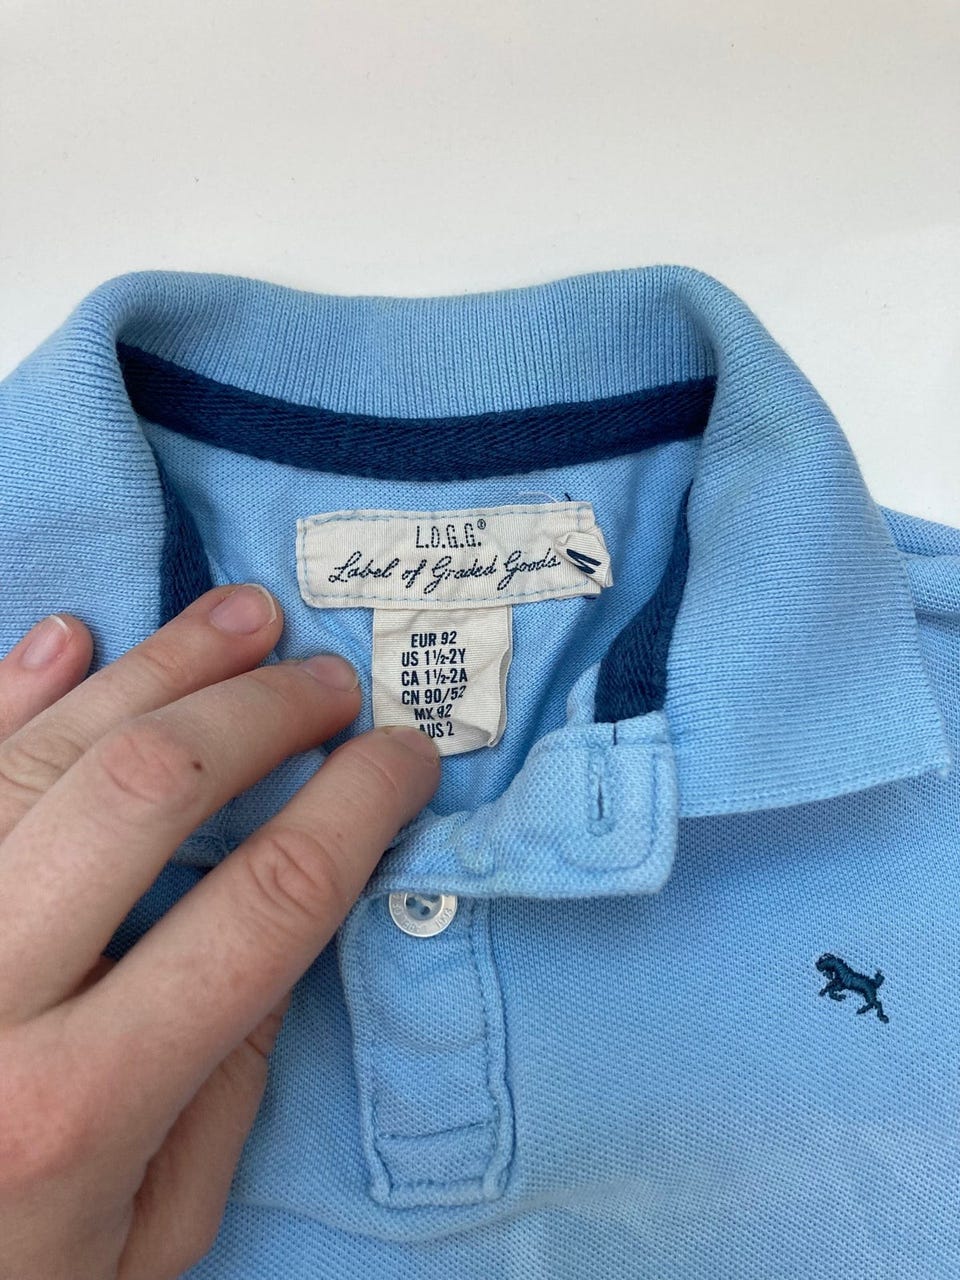 L.O.G.G.®
Label of Graded Goods
EUR 92
US 1½-2Y
CA 1½-2A
CN 90/52
MX 92
AUS 2